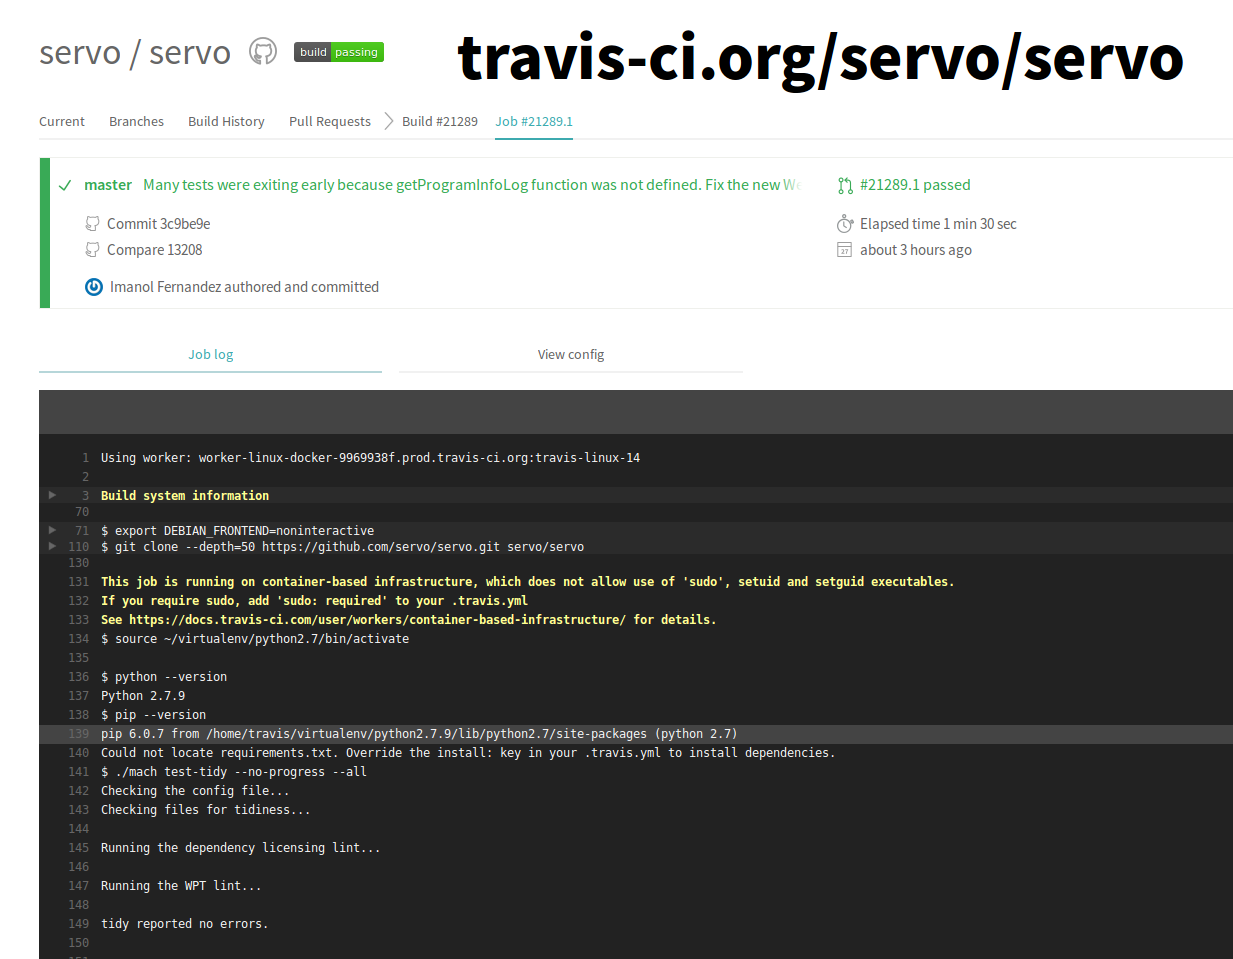 servo / servo build passing travis-ci.org/servo/servo
Current Branches Build History Pull Requests Build #21289 Job #21289.1
master Many tests were exiting early because getProgramInfoLog function was not defined. Fix the new We #21289.1 passed
Commit 3c9be9e Elapsed time 1 min 30 sec
Compare 13208 27 about 3 hours ago
Imanol Fernandez authored and committed
Job log View config
1 Using worker: worker-linux-docker-9969938f.prod.travis-ci.org:travis-linux-14
2
3 Build system information
70
71 $ export DEBIAN_FRONTEND=noninteractive
110 $ git clone --depth=50 https://github.com/servo/servo.git servo/servo
130
131 This job is running on container-based infrastructure, which does not allow use of 'sudo', setuid and setguid executables.
132 If you require sudo, add 'sudo: required' to your .travis.yml
133 See https://docs.travis-ci.com/user/workers/container-based-infrastructure/ for details.
134 $ source ~/virtualenv/python2.7/bin/activate
135
136 $ python --version
137 Python 2.7.9
138 $ pip --version
139 pip 6.0.7 from /home/travis/virtualenv/python2.7.9/lib/python2.7/site-packages (python 2.7)
140 Could not locate requirements.txt. Override the install: key in your .travis.yml to install dependencies.
141 $ ./mach test-tidy --no-progress --all
142 Checking the config file...
143 Checking files for tidiness...
144
145 Running the dependency licensing lint...
146
147 Running the WPT lint...
148
149 tidy reported no errors.
150